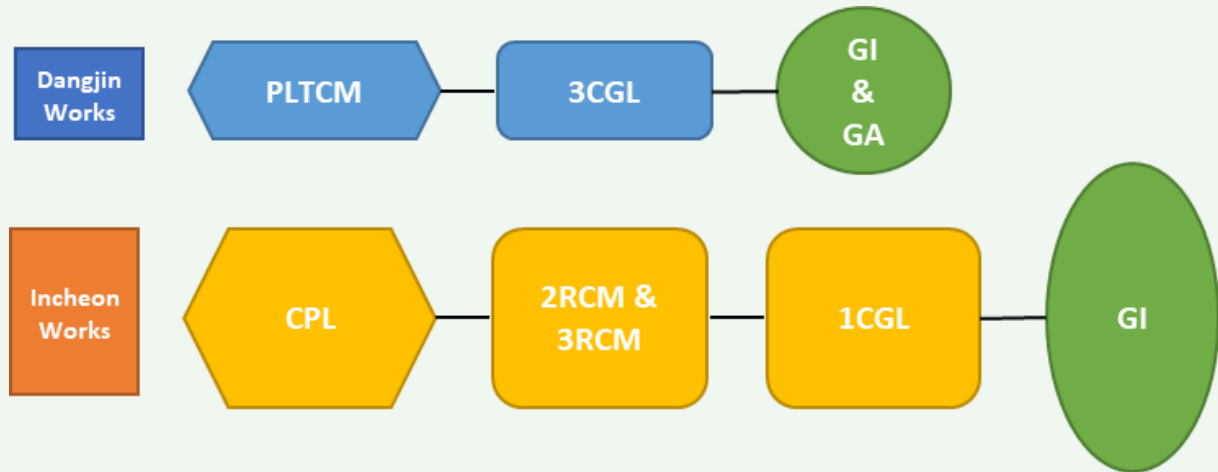 Dangjin
Works
PLTCM
3CGL
GI
&
GA
Incheon
Works
CPL
2RCM &
3RCM
1CGL
GI